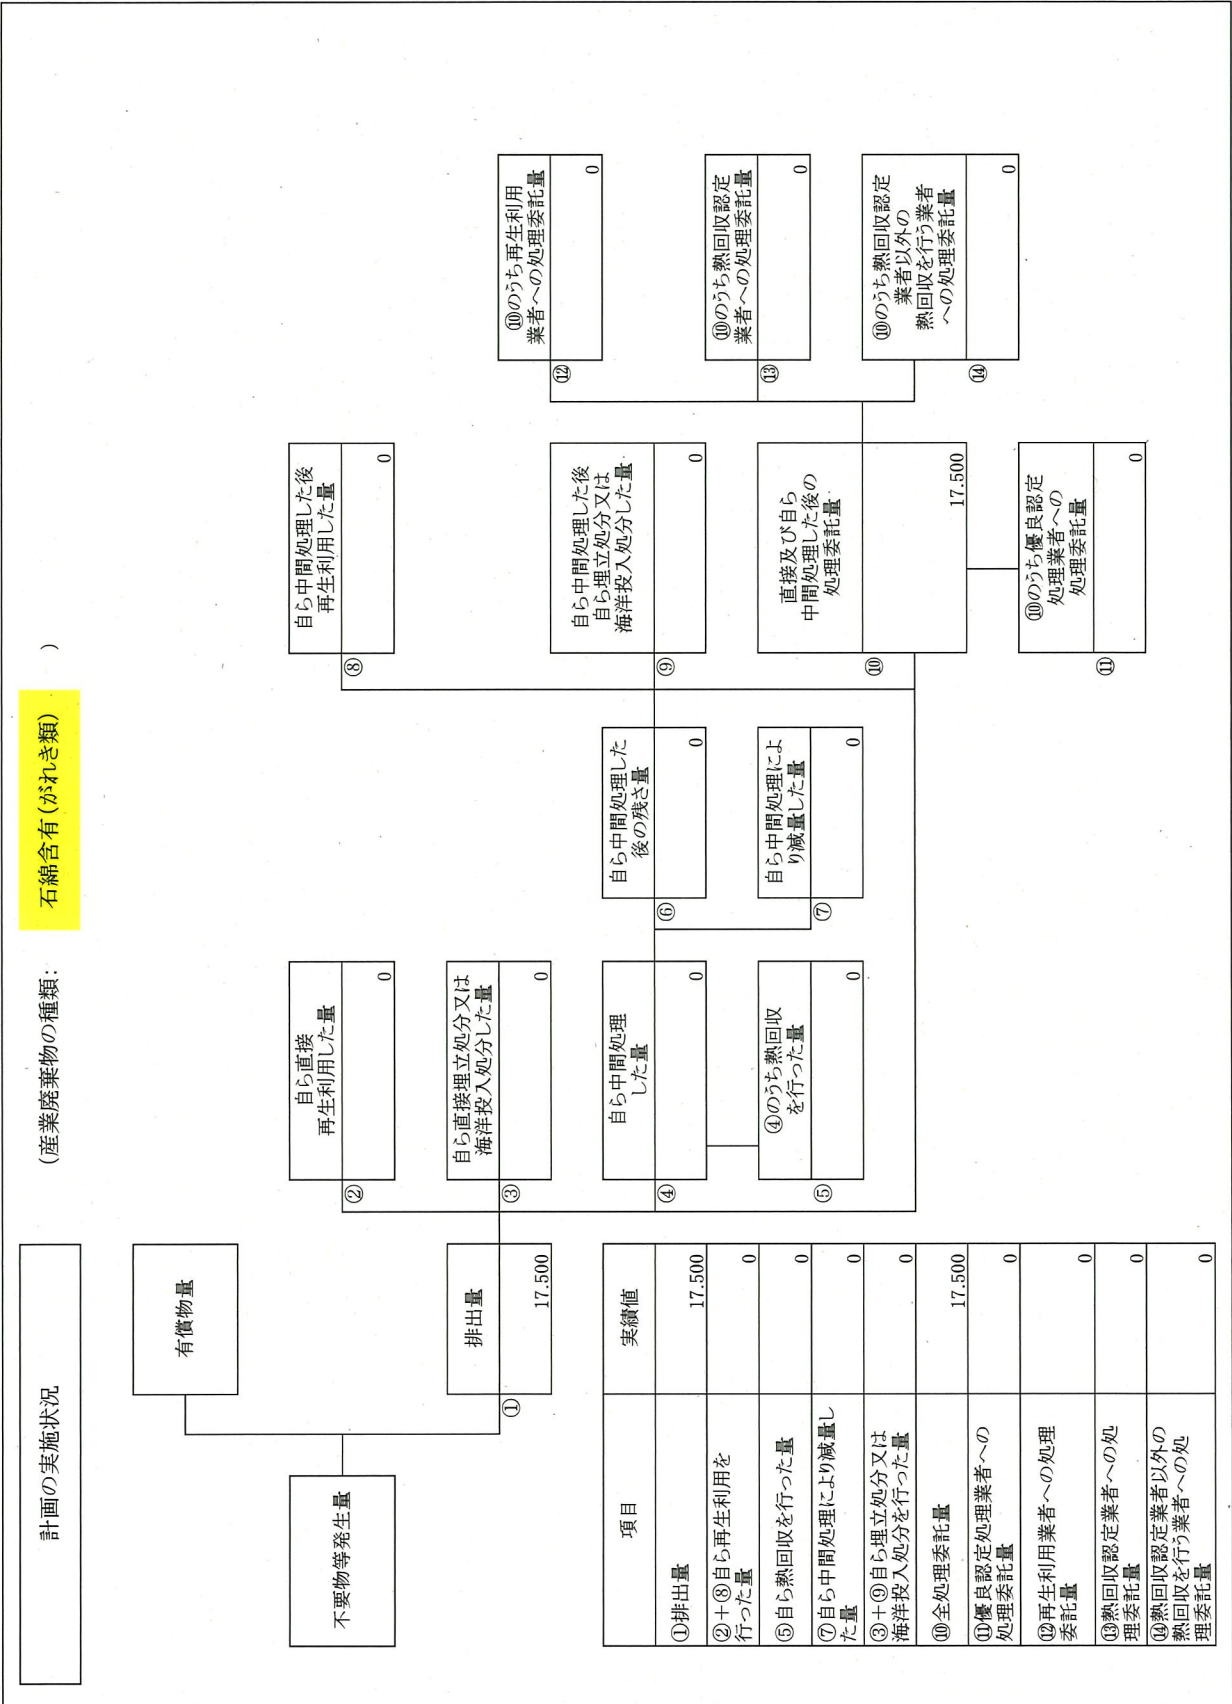 計画の実施状況
(産業廃棄物の種類: 石綿含有(がれき類) )
有償物量
不要物等発生量
①
排出量
17.500
②
自ら直接
再生利用した量
0
③
自ら直接埋立処分又は
海洋投入処分した量
0
④
自ら中間処理
した量
0
⑤
④のうち熱回収
を行った量
0
⑥
自ら中間処理した
後の残さ量
0
⑦
自ら中間処理によ
り減量した量
0
⑧
自ら中間処理した後
再生利用した量
0
⑨
自ら中間処理した後
自ら埋立処分又は
海洋投入処分した量
0
⑩
直接及び自ら
中間処理した後の
処理委託量
17.500
⑪
⑩のうち優良認定
処理業者への
処理委託量
0
⑫
⑩のうち再生利用
業者への処理委託量
0
⑬
⑩のうち熱回収認定
業者への処理委託量
0
⑭
⑩のうち熱回収認定
業者以外の
熱回収を行う業者
への処理委託量
0
項目 実績値
①排出量 17.500
②+⑧自ら再生利用を
行った量 0
⑤自ら熱回収を行った量 0
⑦自ら中間処理により減量し
た量 0
③+⑨自ら埋立処分又は
海洋投入処分を行った量 0
⑩全処理委託量 17.500
⑪優良認定処理業者への
処理委託量 0
⑫再生利用業者への処理
委託量 0
⑬熱回収認定業者への処
理委託量 0
⑭熱回収認定業者以外の
熱回収を行う業者への処
理委託量 0